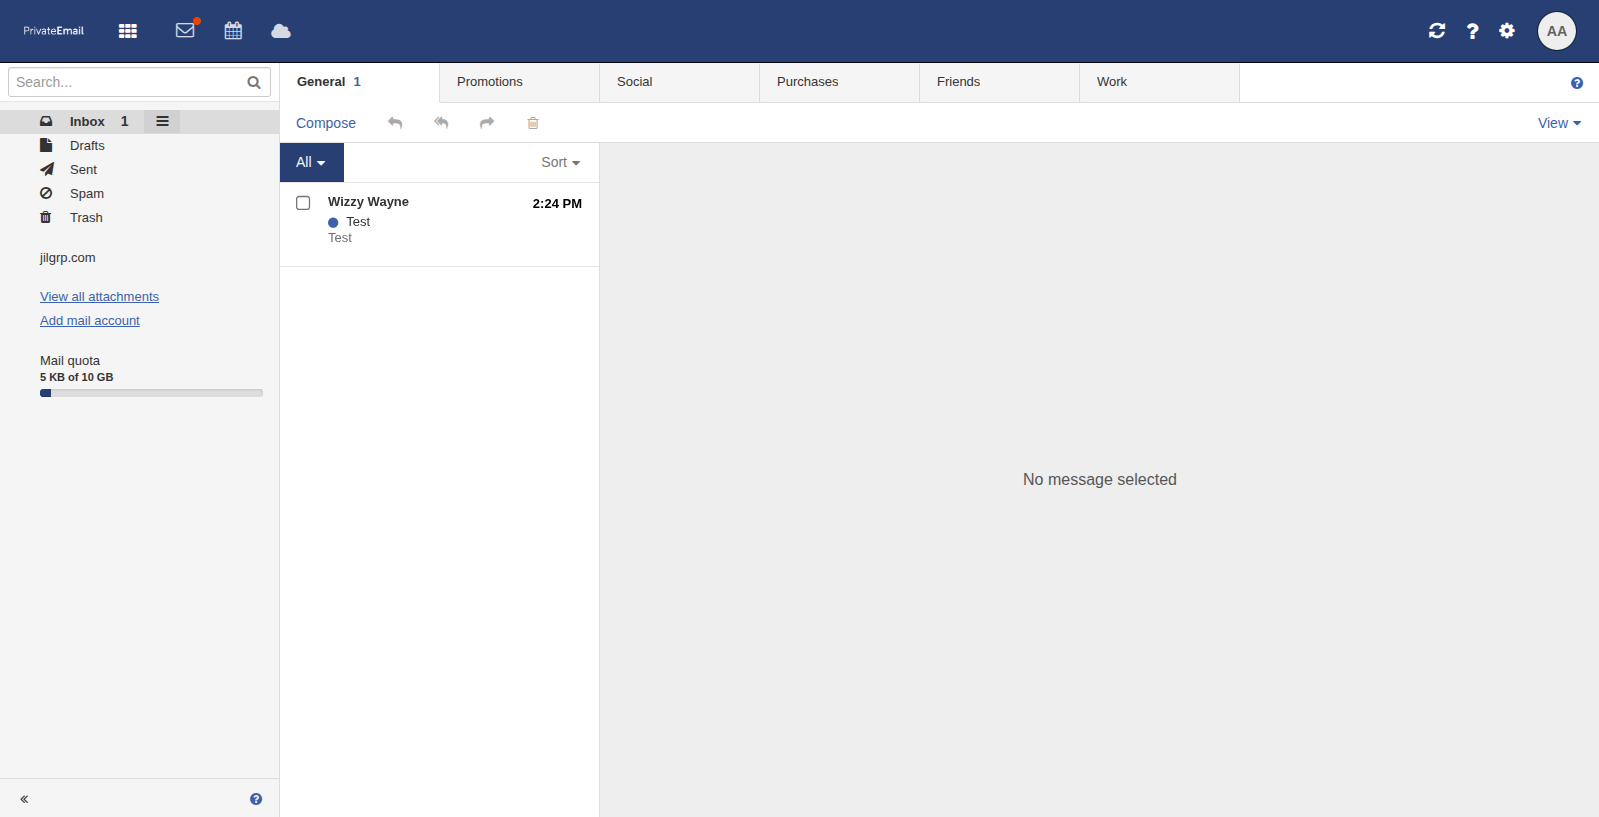 PrivateEmail
AA
Search...
General 1
Promotions
Social
Purchases
Friends
Work
Inbox 1
Drafts
Sent
Spam
Trash
jilgrp.com
View all attachments
Add mail account
Mail quota
5 KB of 10 GB
Compose
View
All
Sort
Wizzy Wayne 2:24 PM
Test
Test
No message selected